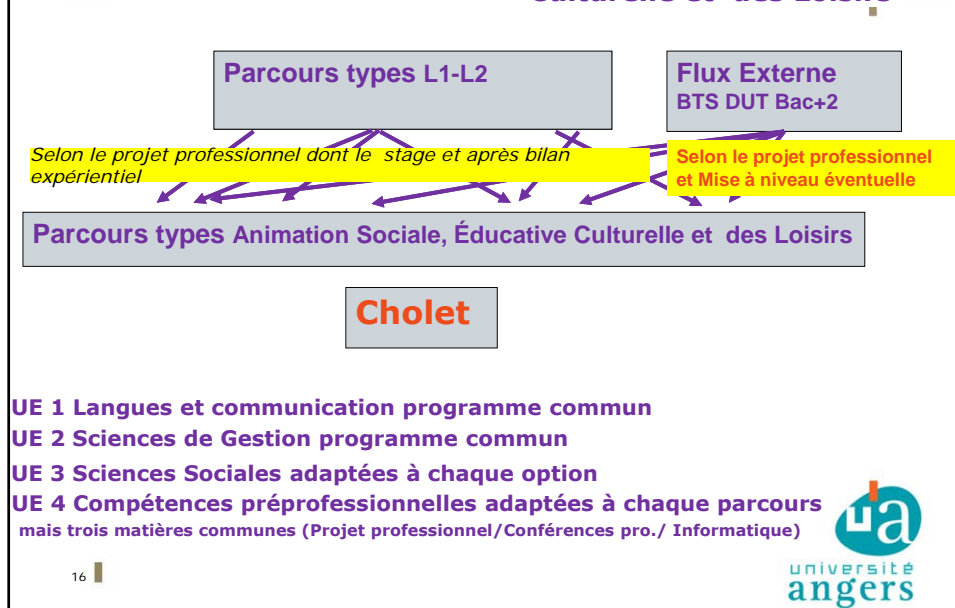 Culturelle et des Loisirs
Parcours types L1-L2
Flux Externe
BTS DUT Bac+2
Selon le projet professionnel dont le stage et après bilan
expérientiel
Selon le projet professionnel
et Mise à niveau éventuelle
Parcours types Animation Sociale, Éducative Culturelle et des Loisirs
Cholet
UE 1 Langues et communication programme commun
UE 2 Sciences de Gestion programme commun
UE 3 Sciences Sociales adaptées à chaque option
UE 4 Compétences préprofessionnelles adaptées à chaque parcours
mais trois matières communes (Projet professionnel/Conférences pro./ Informatique)
16
ua
université
angers